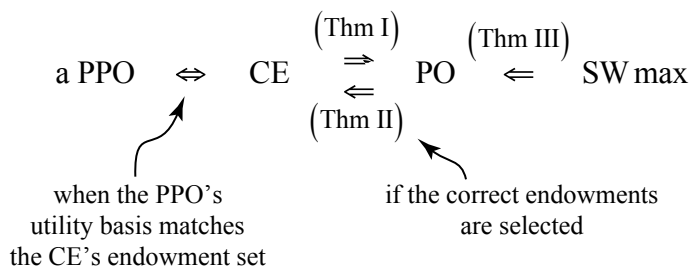 (Thm I)
(Thm III)
a PPO ⇔ CE ⇒ PO ⇐ SW max
⇐
(Thm II)
when the PPO's
utility basis matches
the CE's endowment set
if the correct endowments
are selected